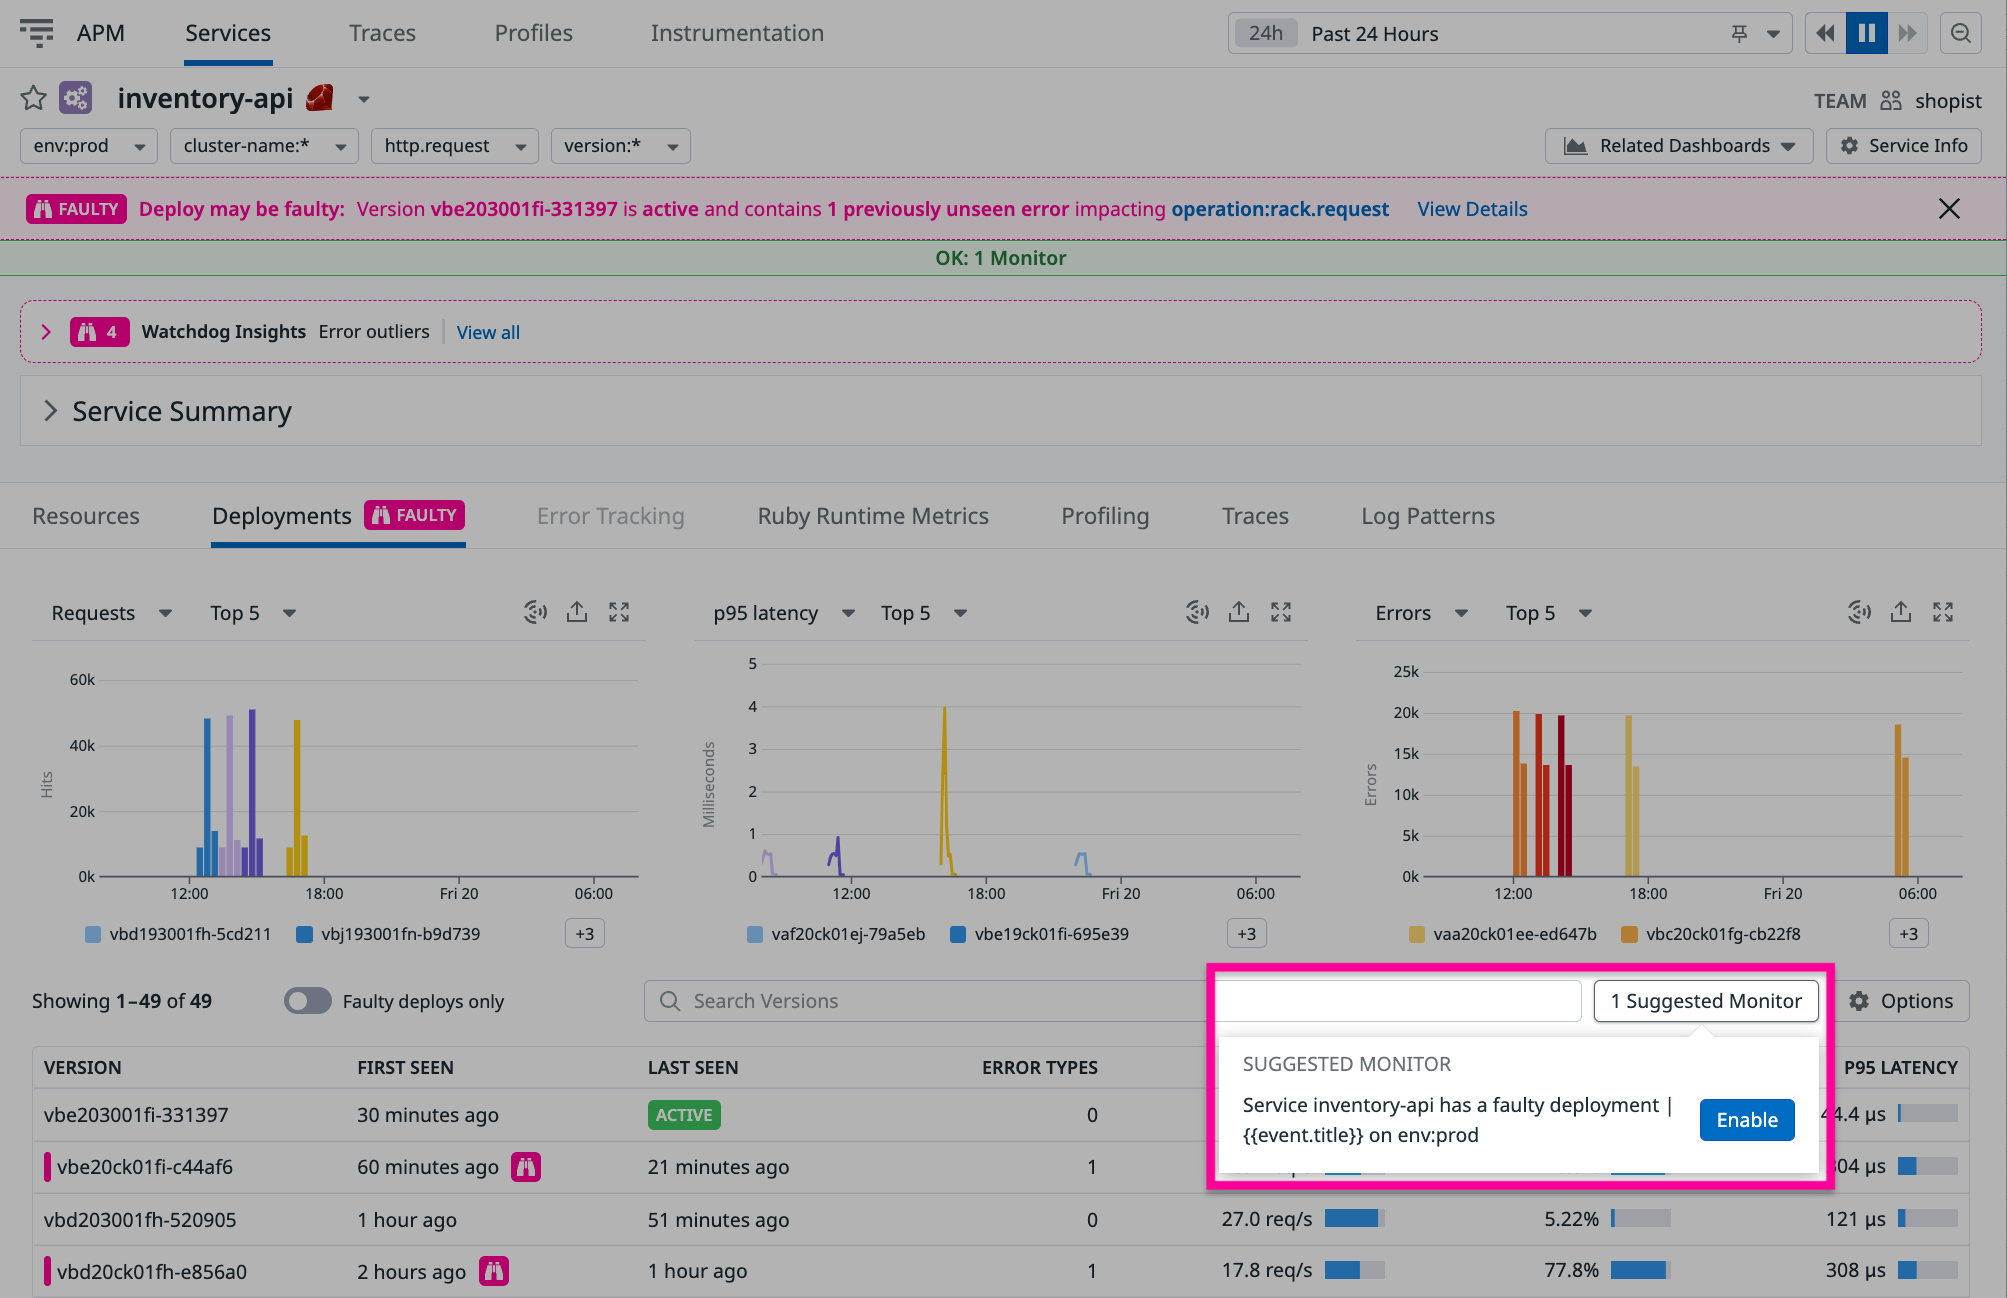 APM Services Traces Profiles Instrumentation 24h Past 24 Hours
inventory-api TEAM shopist
env:prod cluster-name:* http.request version:* Related Dashboards Service Info
FAULTY Deploy may be faulty: Version vbe203001fi-331397 is active and contains 1 previously unseen error impacting operation:rack.request View Details
OK: 1 Monitor
4 Watchdog Insights Error outliers View all
Service Summary
Resources Deployments FAULTY Error Tracking Ruby Runtime Metrics Profiling Traces Log Patterns
Requests Top 5
60k
40k
20k
0k
Hits
12:00 18:00 Fri 20 06:00
vbd193001fh-5cd211 vbj193001fn-b9d739 +3
p95 latency Top 5
5
4
3
2
1
0
Milliseconds
12:00 18:00 Fri 20 06:00
vaf20ck01ej-79a5eb vbe19ck01fi-695e39 +3
Errors Top 5
25k
20k
15k
10k
5k
0k
Errors
12:00 18:00 Fri 20 06:00
vaa20ck01ee-ed647b vbc20ck01fg-cb22f8 +3
Showing 1–49 of 49 Faulty deploys only Search Versions 1 Suggested Monitor Options
SUGGESTED MONITOR
Service inventory-api has a faulty deployment |
{{event.title}} on env:prod
Enable
VERSION FIRST SEEN LAST SEEN ERROR TYPES P95 LATENCY
vbe203001fi-331397 30 minutes ago ACTIVE 0 44.4 µs
vbe20ck01fi-c44af6 60 minutes ago 21 minutes ago 1 304 µs
vbd203001fh-520905 1 hour ago 51 minutes ago 0 27.0 req/s 5.22% 121 µs
vbd20ck01fh-e856a0 2 hours ago 1 hour ago 1 17.8 req/s 77.8% 308 µs